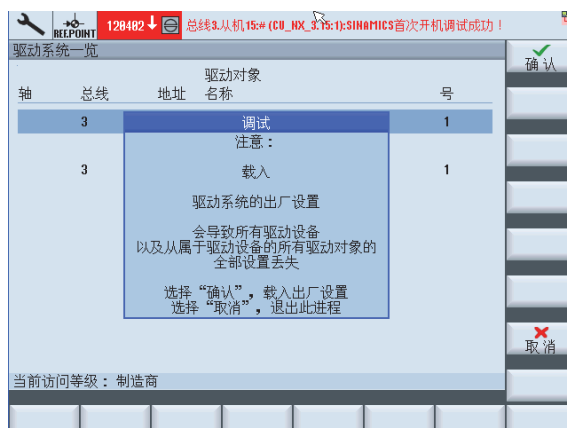 REF.POINT
120402 总线3.从机15:# (CU_NX_3.15:1):SINAMICS首次开机调试成功！
驱动系统一览
确认
驱动对象
轴 总线 地址 名称 号
3 调试 1
注意：
3 载入 1
驱动系统的出厂设置
会导致所有驱动设备
以及从属于驱动设备的所有驱动对象的
全部设置丢失
选择“确认”，载入出厂设置
选择“取消”，退出此进程
取消
当前访问等级：制造商